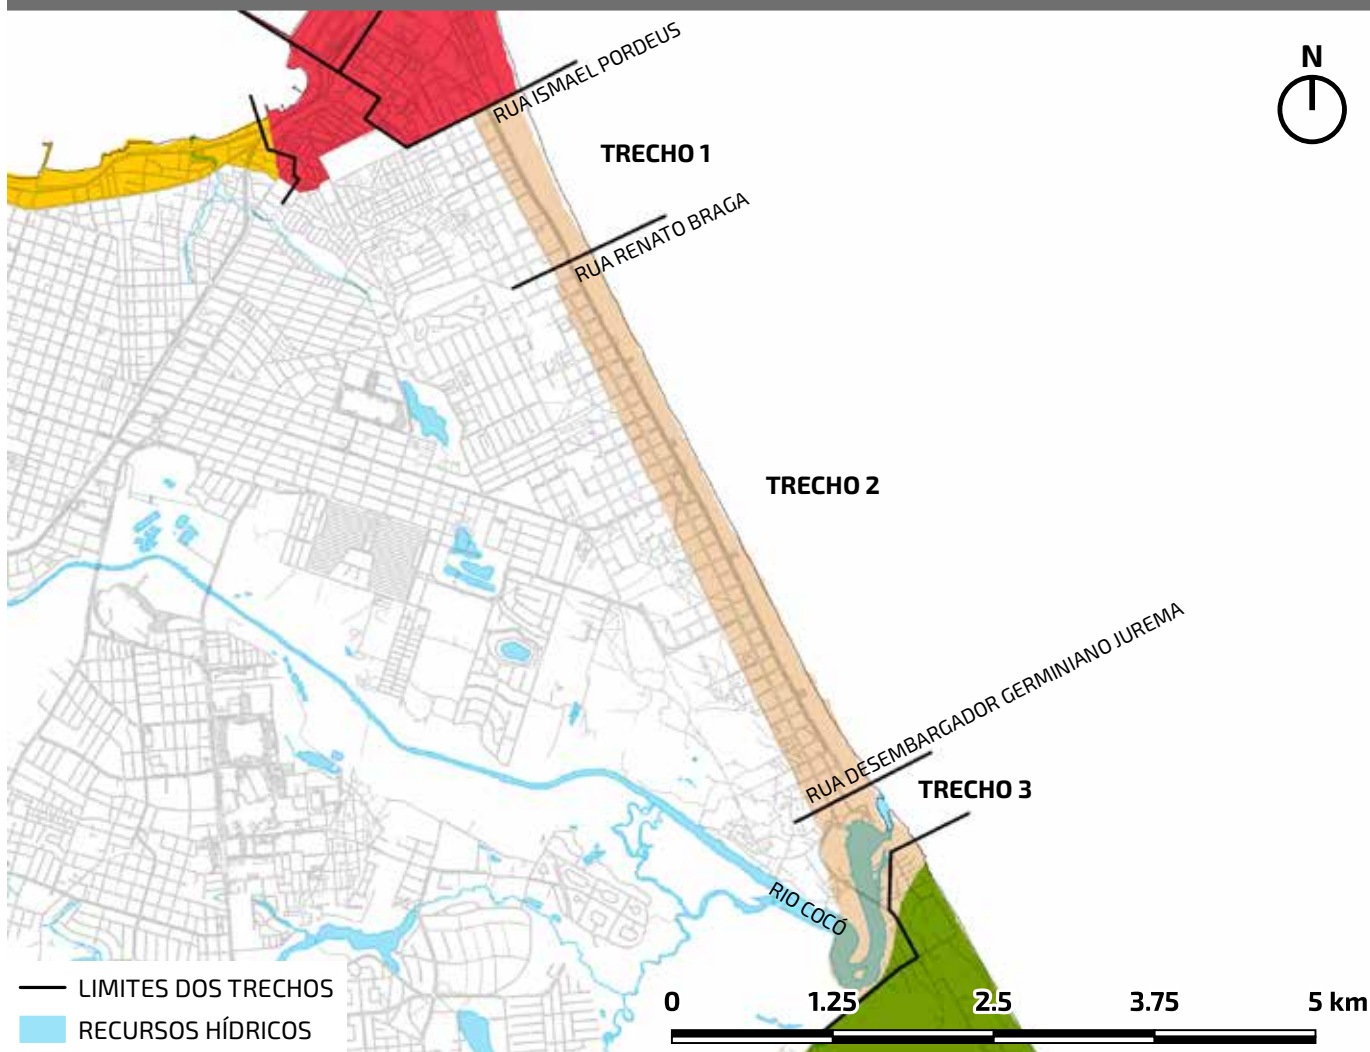 N
RUA ISMAEL PORDEUS
TRECHO 1
RUA RENATO BRAGA
TRECHO 2
RUA DESEMBARGADOR GERMINIANO JUREMA
TRECHO 3
RIO COCÓ
LIMITES DOS TRECHOS
RECURSOS HÍDRICOS
0 1.25 2.5 3.75 5 km